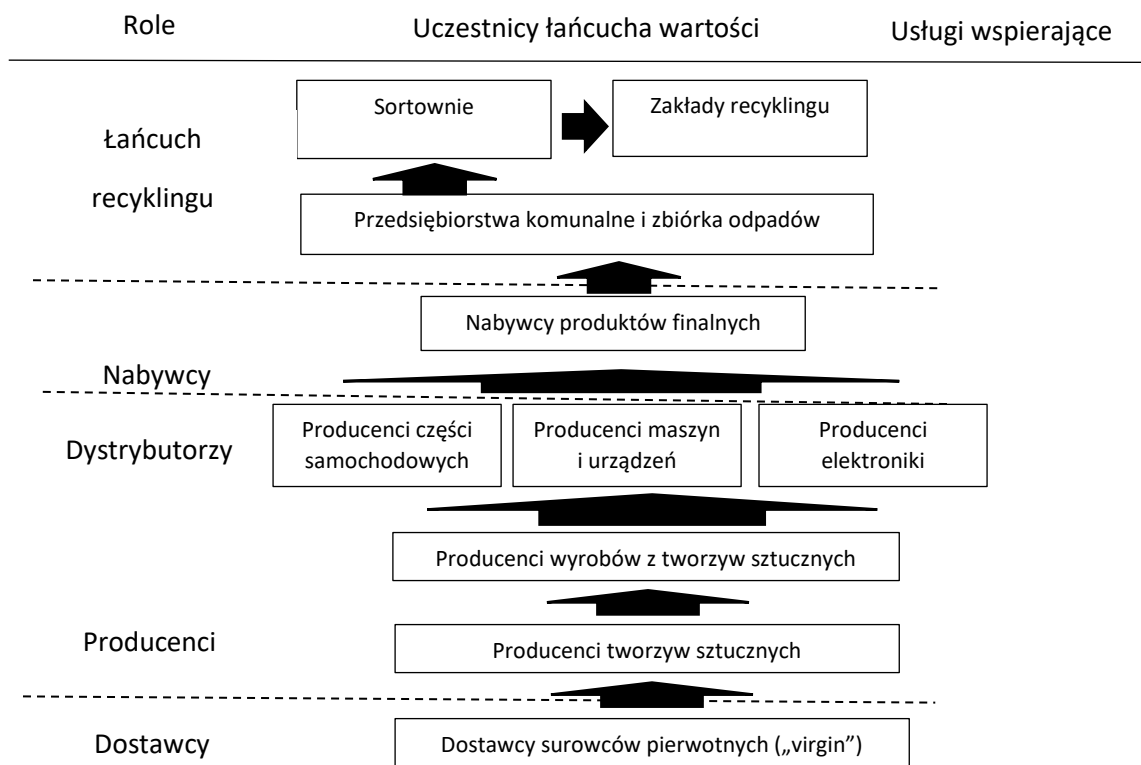 Role
Uczestnicy łańcucha wartości
Usługi wspierające
Łańcuch
recyklingu
Sortownie
Zakłady recyklingu
Przedsiębiorstwa komunalne i zbiórka odpadów
Nabywcy produktów finalnych
Nabywcy
Dystrybutorzy
Producenci części
samochodowych
Producenci maszyn
i urządzeń
Producenci
elektroniki
Producenci wyrobów z tworzyw sztucznych
Producenci
Producenci tworzyw sztucznych
Dostawcy
Dostawcy surowców pierwotnych („virgin”)